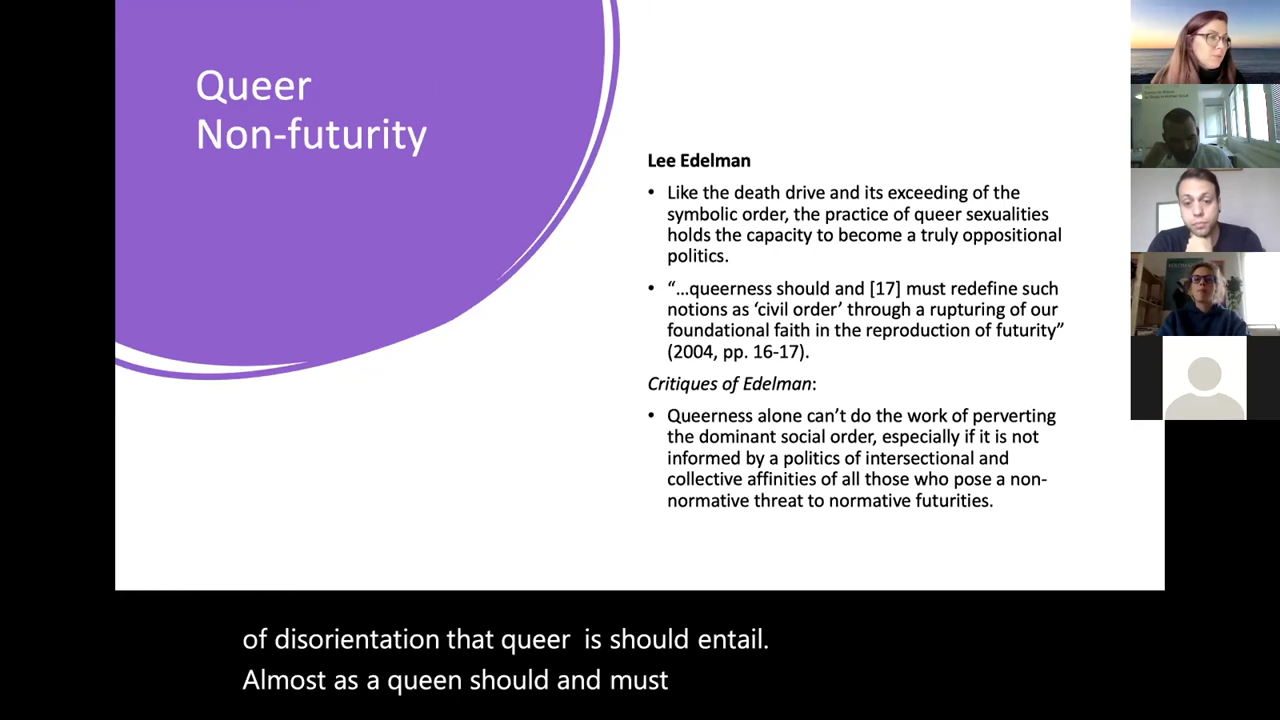 Queer
Non-futurity
Lee Edelman
• Like the death drive and its exceeding of the
symbolic order, the practice of queer sexualities
holds the capacity to become a truly oppositional
politics.
• “…queerness should and [17] must redefine such
notions as ‘civil order’ through a rupturing of our
foundational faith in the reproduction of futurity”
(2004, pp. 16-17).
Critiques of Edelman:
• Queerness alone can’t do the work of perverting
the dominant social order, especially if it is not
informed by a politics of intersectional and
collective affinities of all those who pose a non-
normative threat to normative futurities.
of disorientation that queer is should entail.
Almost as a queen should and must